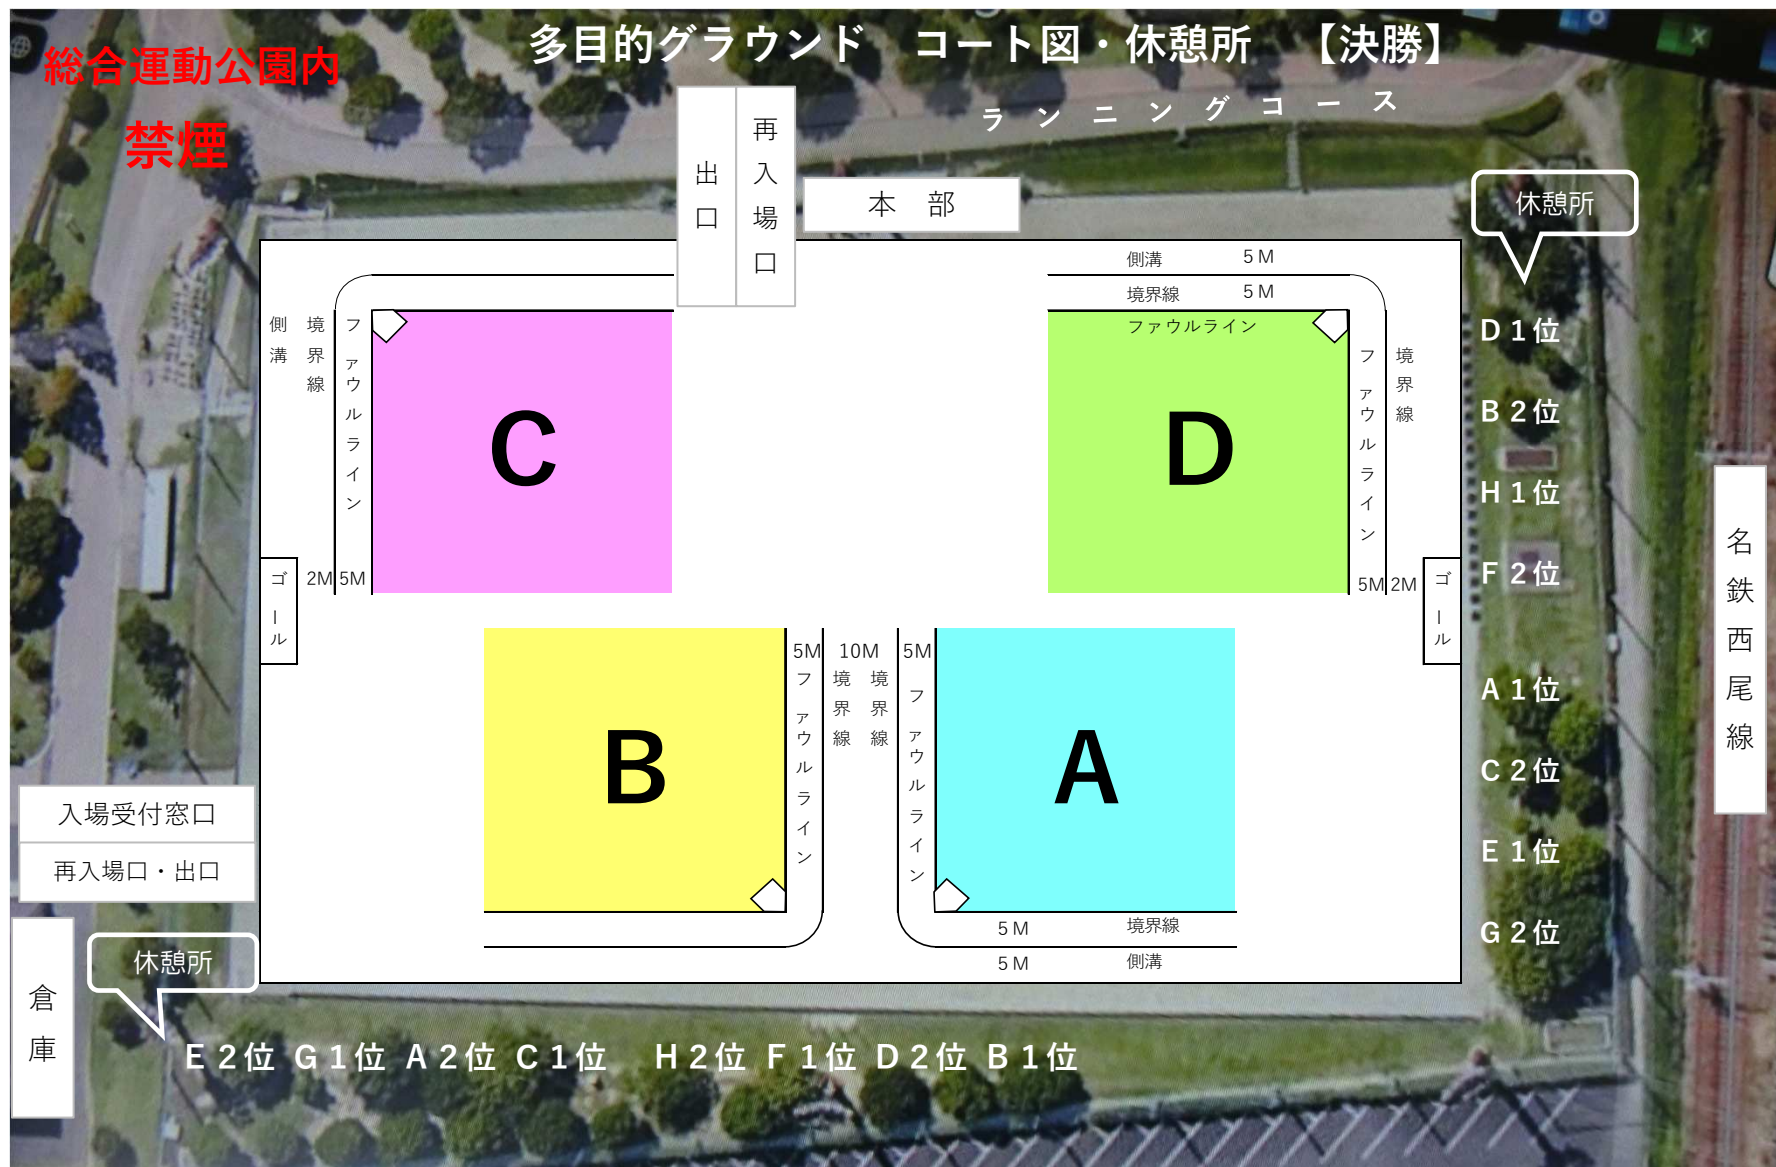 多目的グラウンド　コート図・休憩所　【決勝】
総合運動公園内
禁煙
ランニングコース
出口
再入場口
本　部
休憩所
側溝　5M
境界線　5M
ファウルライン
側溝
境界線
ファウルライン
C
2M
5M
ゴール
D
ファウルライン
境界線
5M
2M
ゴール
D1位
B2位
H1位
F2位
A1位
C2位
E1位
G2位
名鉄西尾線
B
5M
10M
5M
ファウルライン
境界線
境界線
ファウルライン
A
5M　境界線
5M　側溝
入場受付窓口
再入場口・出口
休憩所
倉庫
E2位 G1位 A2位 C1位　H2位 F1位 D2位 B1位